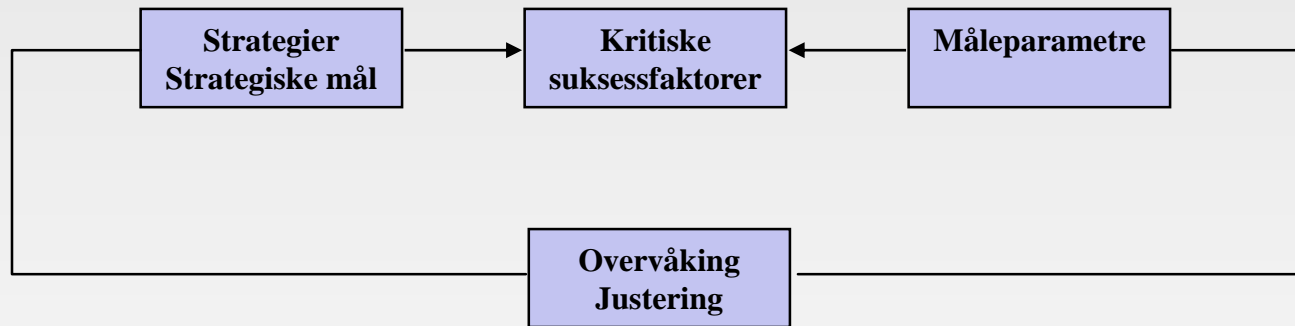 Strategier
Strategiske mål
Kritiske
suksessfaktorer
Måleparametre
Overvåking
Justering